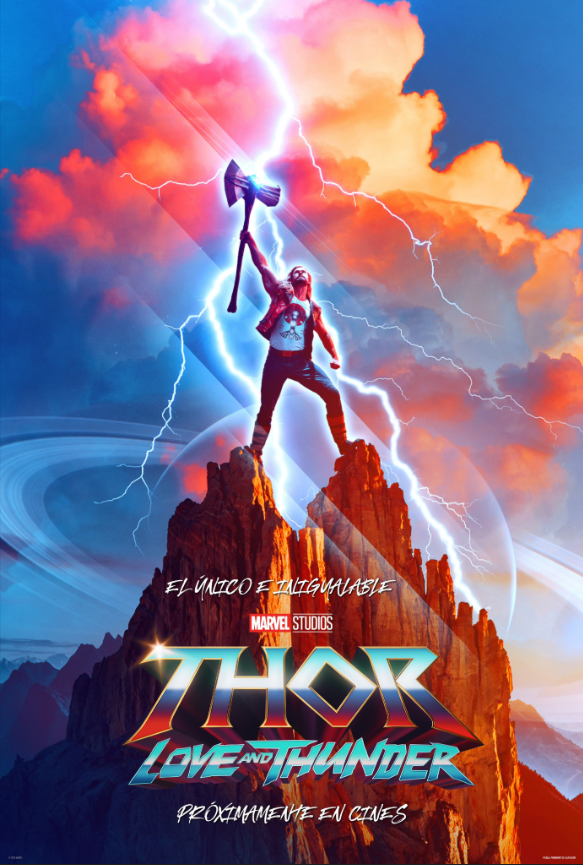 EL ÚNICO E INIGUALABLE
MARVEL STUDIOS
THOR
LOVE AND THUNDER
PRÓXIMAMENTE EN CINES